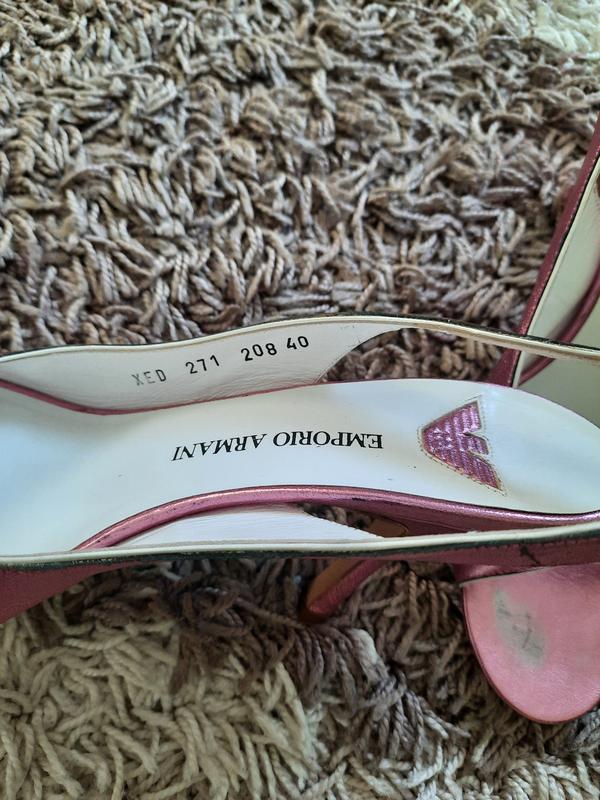 XED 271 208 40
EMPORIO ARMANI